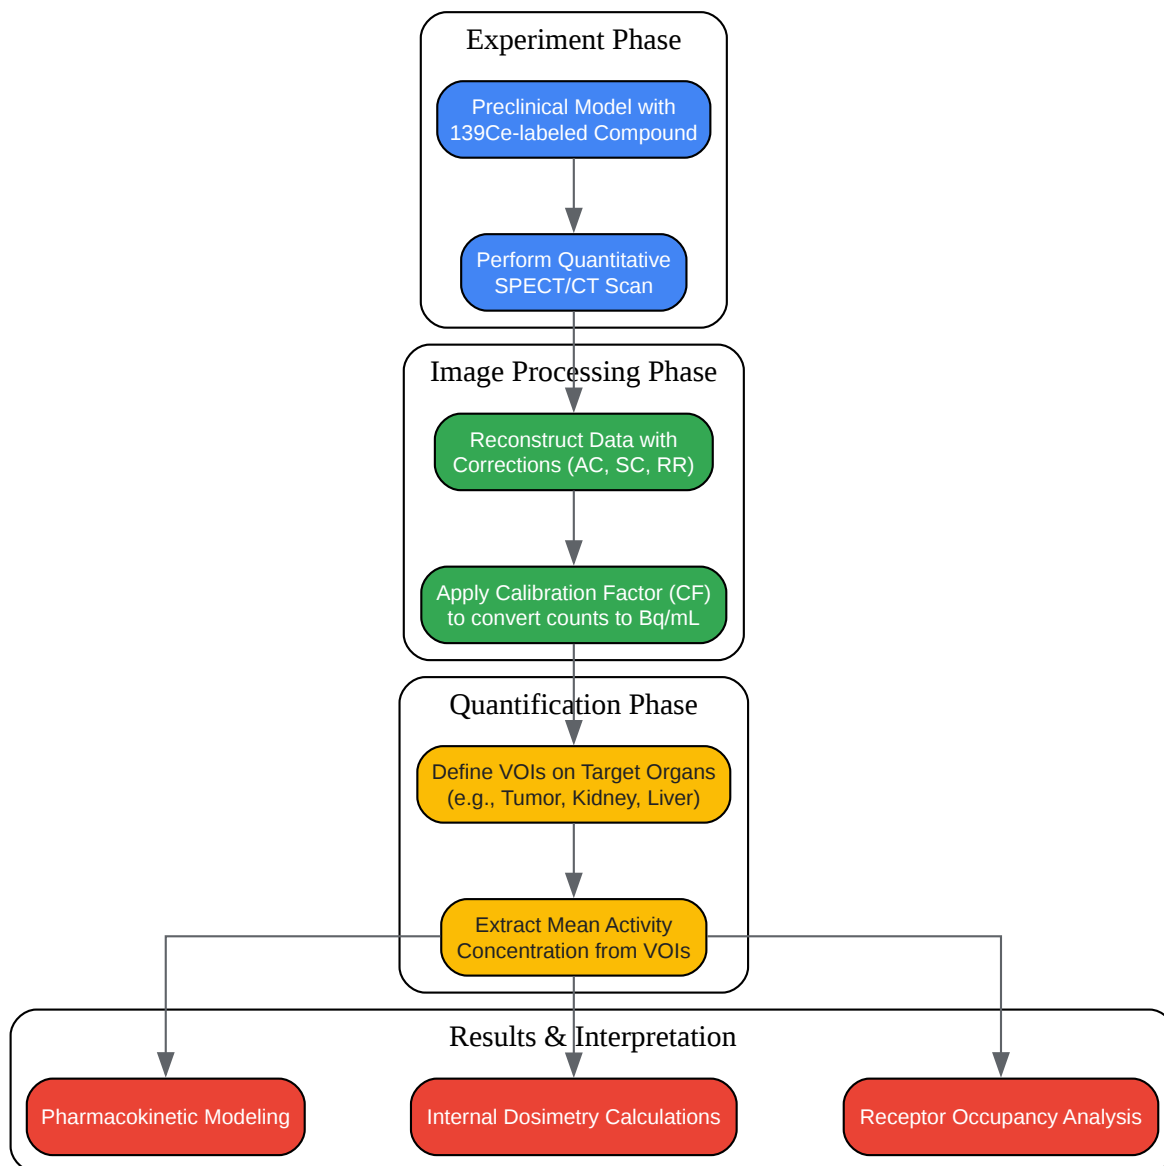 Experiment Phase
Preclinical Model with
139Ce-labeled Compound
Perform Quantitative
SPECT/CT Scan
Image Processing Phase
Reconstruct Data with
Corrections (AC, SC, RR)
Apply Calibration Factor (CF)
to convert counts to Bq/mL
Quantification Phase
Define VOIs on Target Organs
(e.g., Tumor, Kidney, Liver)
Extract Mean Activity
Concentration from VOIs
Results & Interpretation
Pharmacokinetic Modeling
Internal Dosimetry Calculations
Receptor Occupancy Analysis